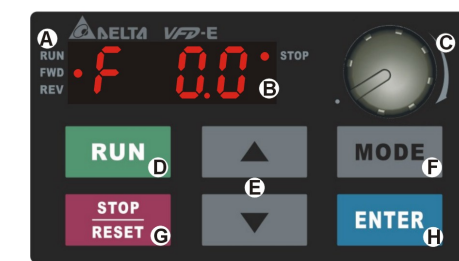 A DELTA VFD-E C
RUN STOP
FWD F 0.0
REV B
RUN MODE
D E F
STOP
RESET ENTER
G H